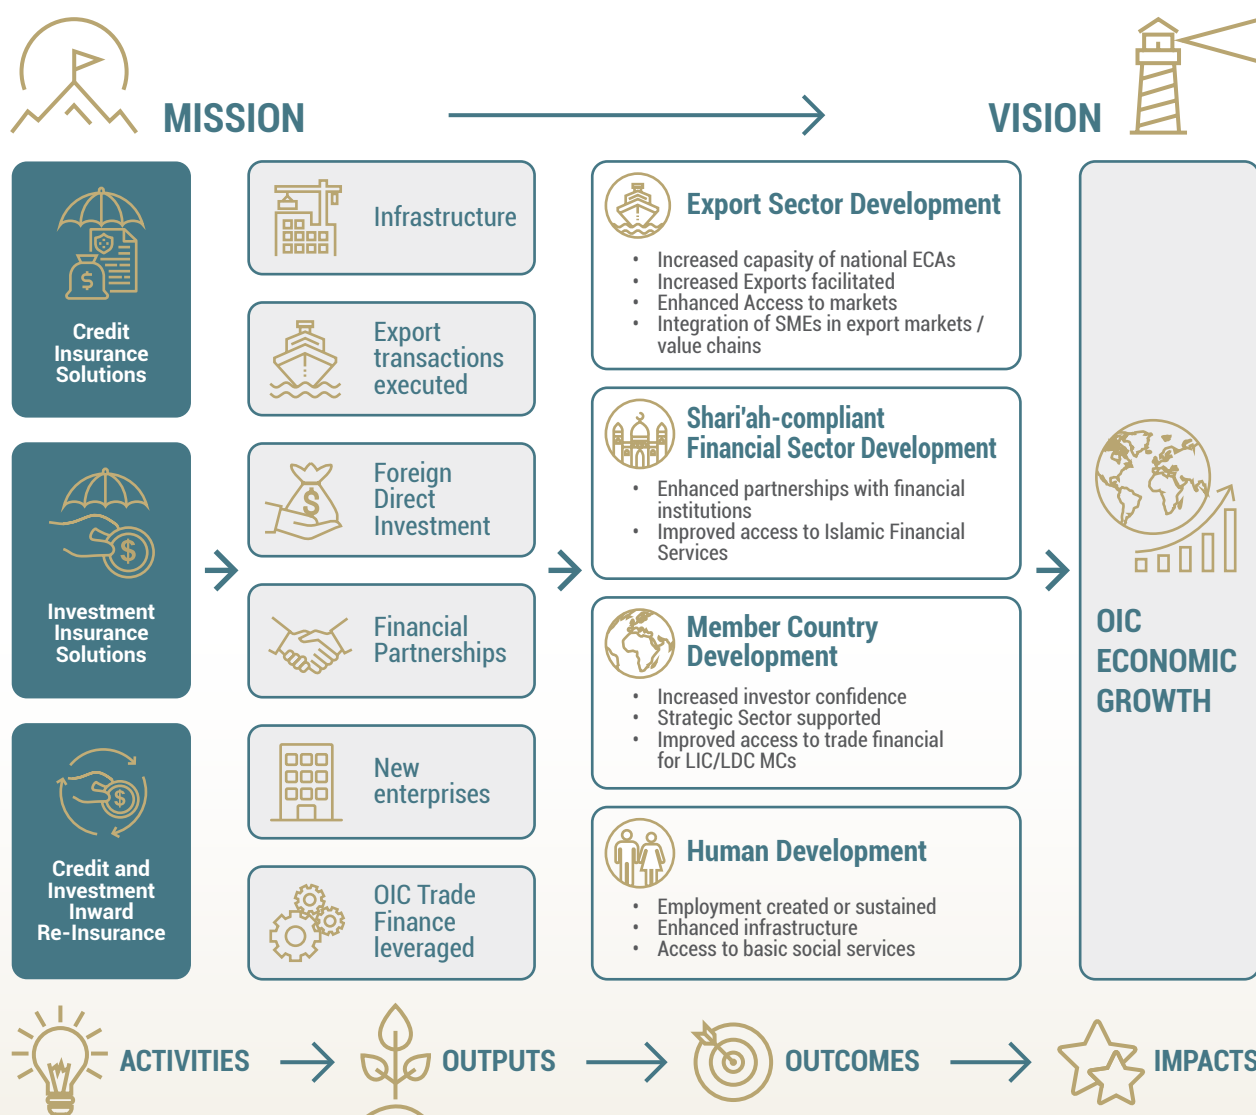 MISSION
VISION
Credit
Insurance
Solutions
Investment
Insurance
Solutions
Credit and
Investment
Inward
Re-Insurance
Infrastructure
Export
transactions
executed
Foreign
Direct
Investment
Financial
Partnerships
New
enterprises
OIC Trade
Finance
leveraged
Export Sector Development
• Increased capasity of national ECAs
• Increased Exports facilitated
• Enhanced Access to markets
• Integration of SMEs in export markets /
value chains
Shari'ah-compliant
Financial Sector Development
• Enhanced partnerships with financial
institutions
• Improved access to Islamic Financial
Services
Member Country
Development
• Increased investor confidence
• Strategic Sector supported
• Improved access to trade financial
for LIC/LDC MCs
Human Development
• Employment created or sustained
• Enhanced infrastructure
• Access to basic social services
OIC
ECONOMIC
GROWTH
ACTIVITIES
OUTPUTS
OUTCOMES
IMPACTS